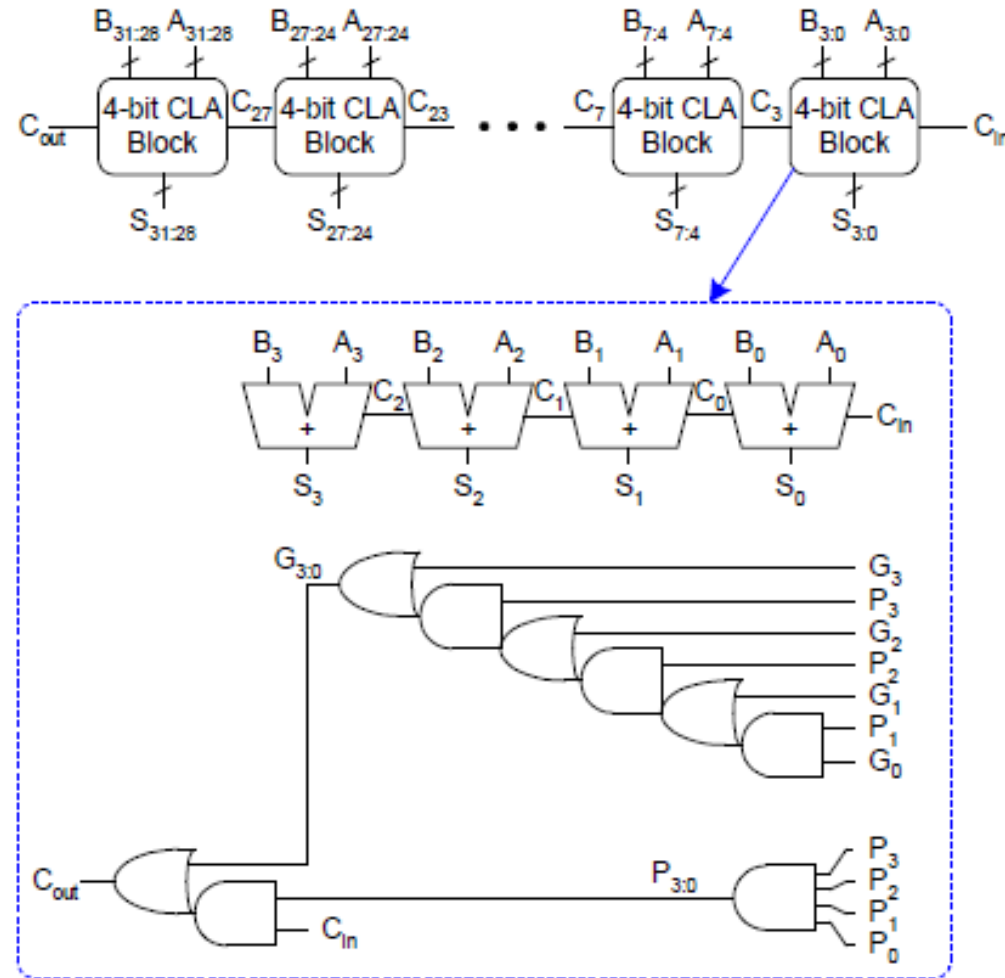 B31:28 A31:28 B27:24 A27:24 B7:4 A7:4 B3:0 A3:0
Cout 4-bit CLA Block C27 4-bit CLA Block C23 • • • C7 4-bit CLA Block C3 4-bit CLA Block Cin
S31:28 S27:24 S7:4 S3:0
B3 A3 B2 A2 B1 A1 B0 A0
+ C2 + C1 + C0 + Cin
S3 S2 S1 S0
G3:0 G3
P3
G2
P2
G1
P1
G0
P3
P3:0 P2
Cout P1
Cin P0